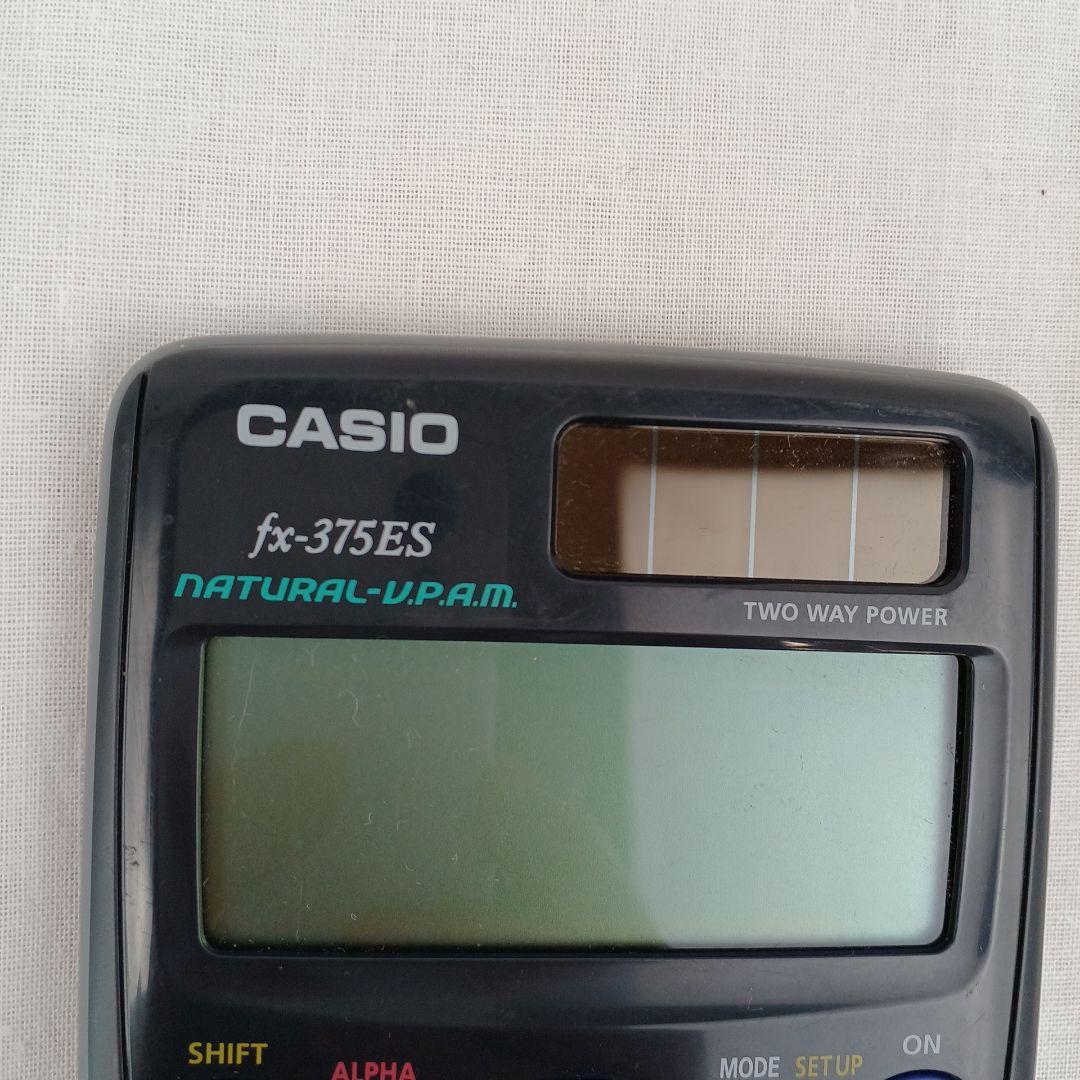 CASIO
fx-375ES
NATURAL-V.P.A.M.
TWO WAY POWER
SHIFT
ALPHA
MODE SETUP
ON